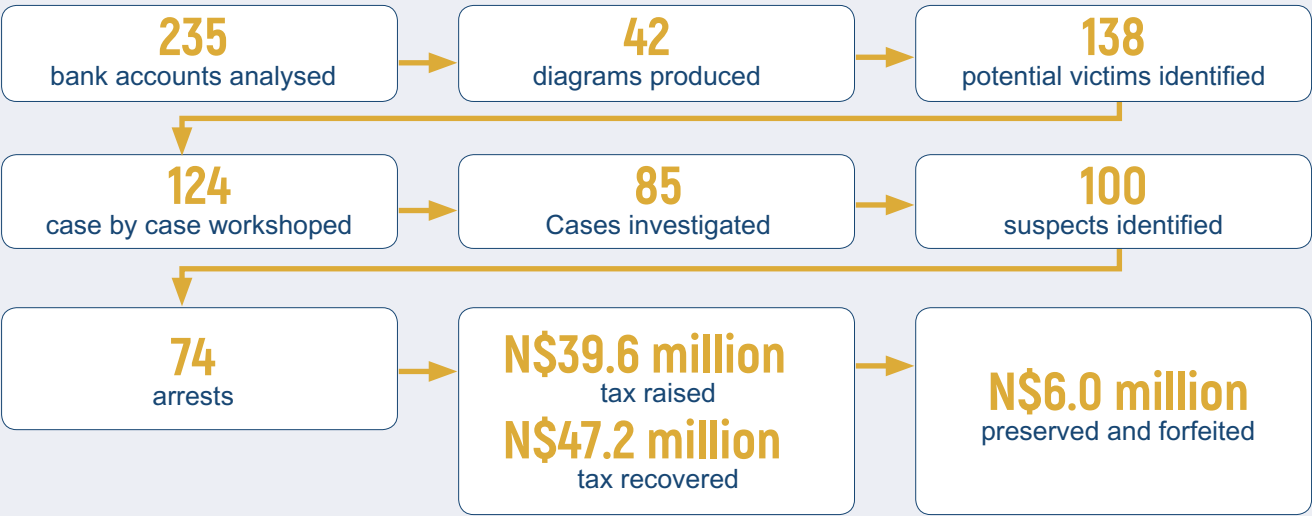 235
bank accounts analysed
42
diagrams produced
138
potential victims identified
124
case by case workshoped
85
Cases investigated
100
suspects identified
74
arrests
N$39.6 million
tax raised
N$47.2 million
tax recovered
N$6.0 million
preserved and forfeited